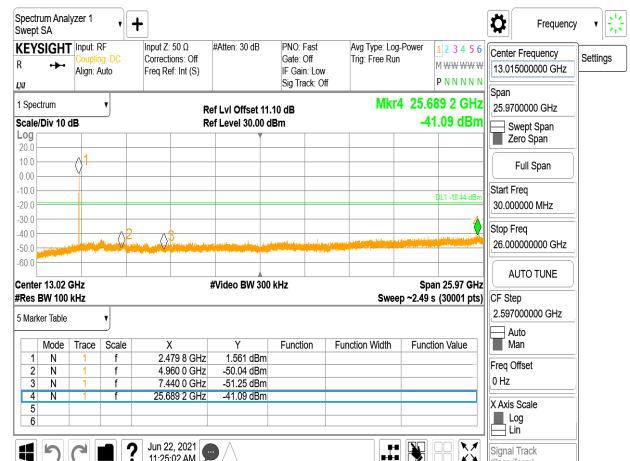 Spectrum Analyzer 1
Swept SA
Frequency
KEYSIGHT
R
Input: RF
Coupling: DC
Align: Auto
Input Z: 50 Ω
Corrections: Off
Freq Ref: Int (S)
#Atten: 30 dB
PNO: Fast
Gate: Off
IF Gain: Low
Sig Track: Off
Avg Type: Log-Power
Trig: Free Run
1 2 3 4 5 6
M W W W W W
P N N N N N
1 Spectrum
Scale/Div 10 dB
Ref Lvl Offset 11.10 dB
Ref Level 30.00 dBm
Mkr4 25.689 2 GHz
-41.09 dBm
Log
20.0
10.0
0.00
-10.0
-20.0
-30.0
-40.0
-50.0
-60.0
1
2
3
DL1 -18.44 dBm
Center 13.02 GHz
#Res BW 100 kHz
#Video BW 300 kHz
Span 25.97 GHz
Sweep ~2.49 s (30001 pts)
5 Marker Table
Mode Trace Scale X Y Function Function Width Function Value
1 N 1 f 2.479 8 GHz 1.561 dBm
2 N 1 f 4.960 0 GHz -50.04 dBm
3 N 1 f 7.440 0 GHz -51.25 dBm
4 N 1 f 25.689 2 GHz -41.09 dBm
5
6
Jun 22, 2021
11:25:02 AM
Center Frequency
13.015000000 GHz
Settings
Span
25.9700000 GHz
Swept Span
Zero Span
Full Span
Start Freq
30.000000 MHz
Stop Freq
26.000000000 GHz
AUTO TUNE
CF Step
2.597000000 GHz
Auto
Man
Freq Offset
0 Hz
X Axis Scale
Log
Lin
Signal Track